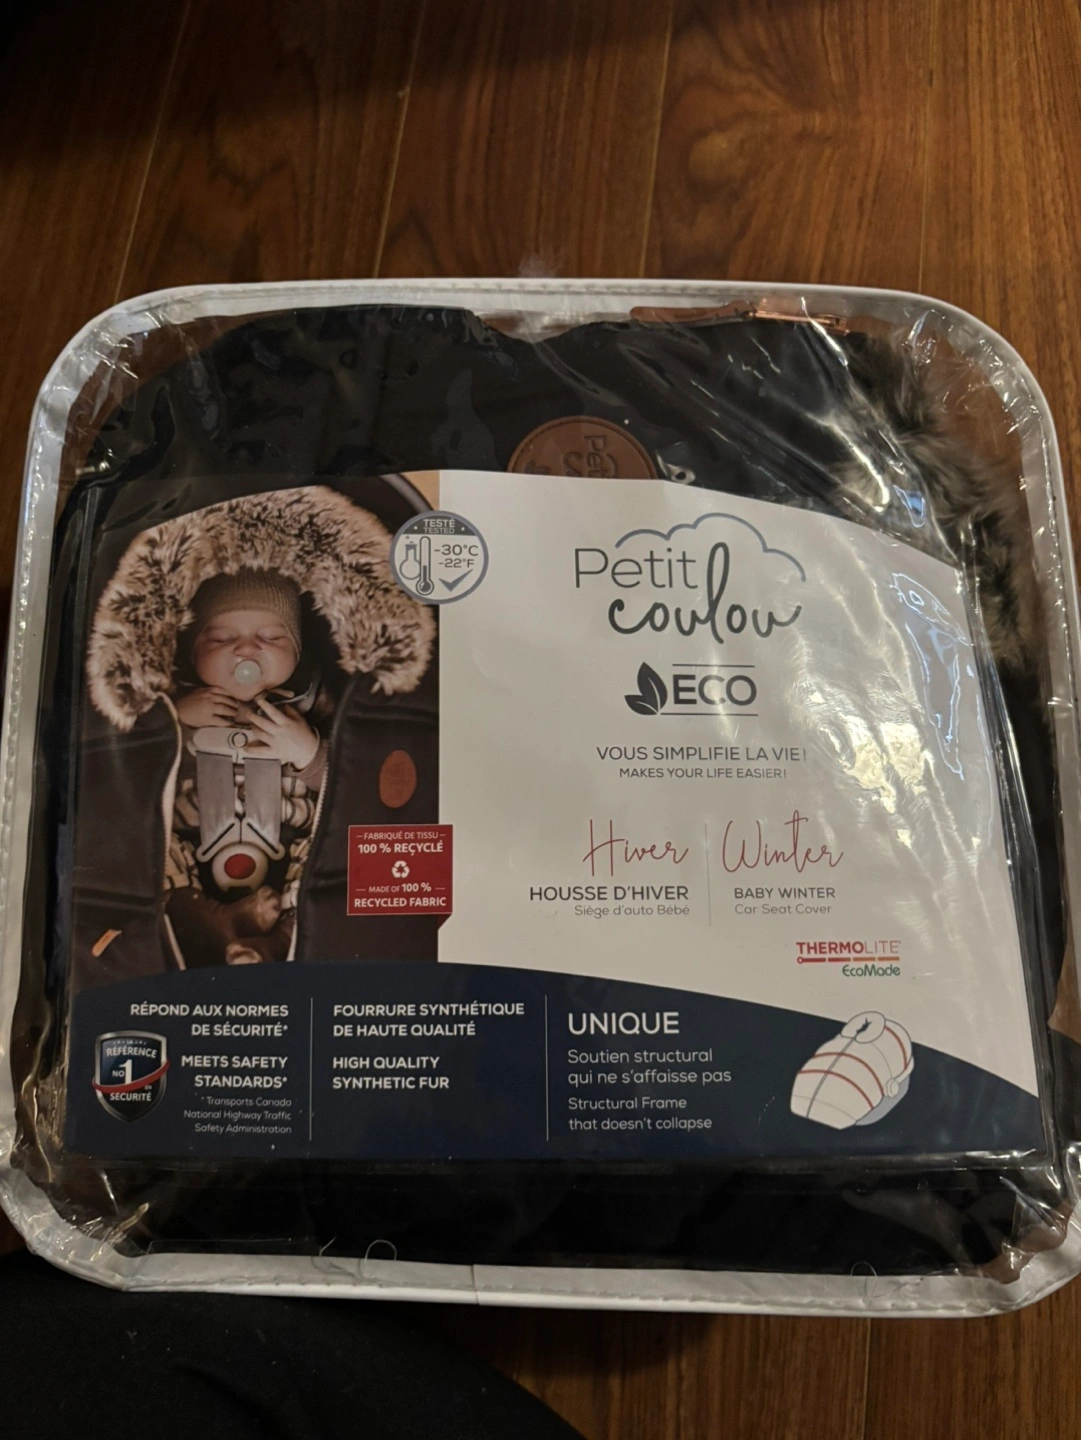 Petit
TESTÉ
TESTED
-30°C
-22°F
Petit
coulou
ECO
VOUS SIMPLIFIE LA VIE!
MAKES YOUR LIFE EASIER!
Hiver
HOUSSE D'HIVER
Siège d'auto Bébé
Winter
BABY WINTER
Car Seat Cover
FABRIQUÉ DE TISSU
100 % RECYCLÉ
MADE OF 100 %
RECYCLED FABRIC
THERMOLITE
EcoMade
RÉPOND AUX NORMES
DE SÉCURITÉ*
MEETS SAFETY
STANDARDS*
* Transports Canada
National Highway Traffic
Safety Administration
LA
RÉFÉRENCE
NO 1
EN
SÉCURITÉ
FOURRURE SYNTHÉTIQUE
DE HAUTE QUALITÉ
HIGH QUALITY
SYNTHETIC FUR
UNIQUE
Soutien structural
qui ne s'affaisse pas
Structural Frame
that doesn't collapse